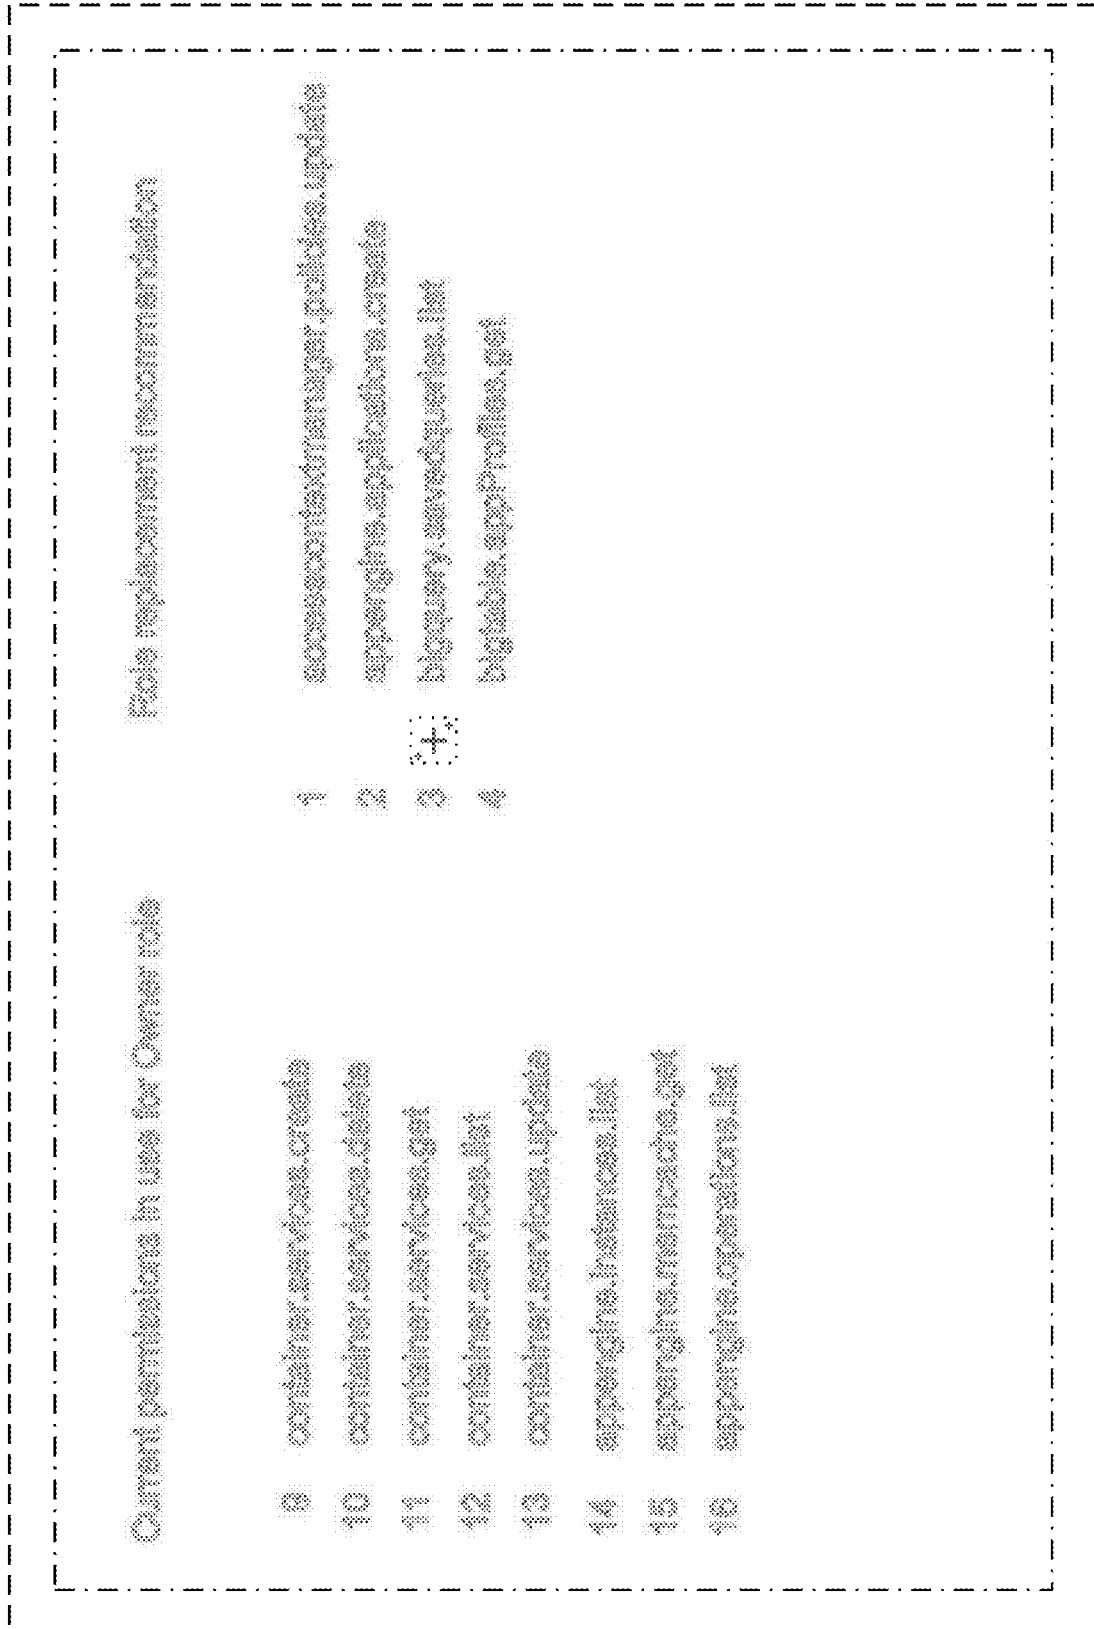 Current permissions in use for Owner role
9 container.services.create
10 container.services.delete
11 container.services.get
12 container.services.list
13 container.services.update
14 appengine.instances.list
15 appengine.memcache.get
16 appengine.operations.list
Role replacement recommendation
1 accesscontextmanager.policies.update
2 appengine.applications.create
3 + bigquery.savedqueries.list
4 bigtable.appProfiles.get